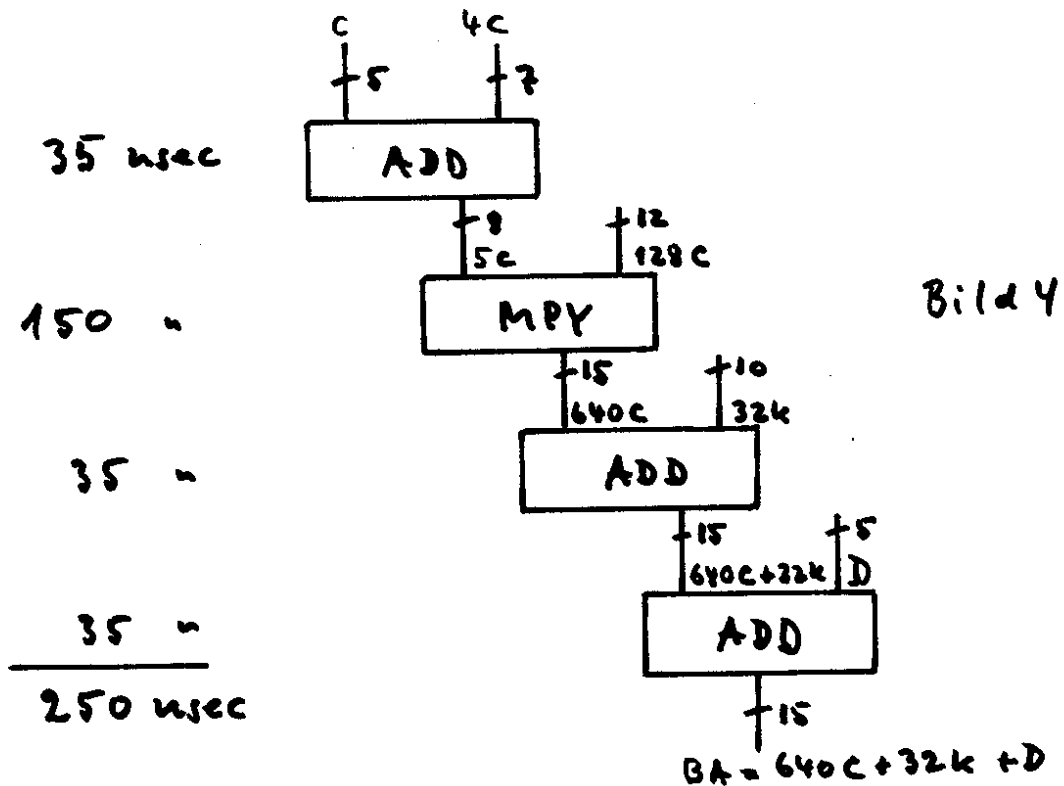 C 4C
5 7
35 nsec ADD
8 12
5C 128C
150 " MPY
Bild 4
15 10
640C 32k
35 " ADD
15 5
640C+32k D
35 " ADD
250 nsec
15
BA = 640C + 32k + D